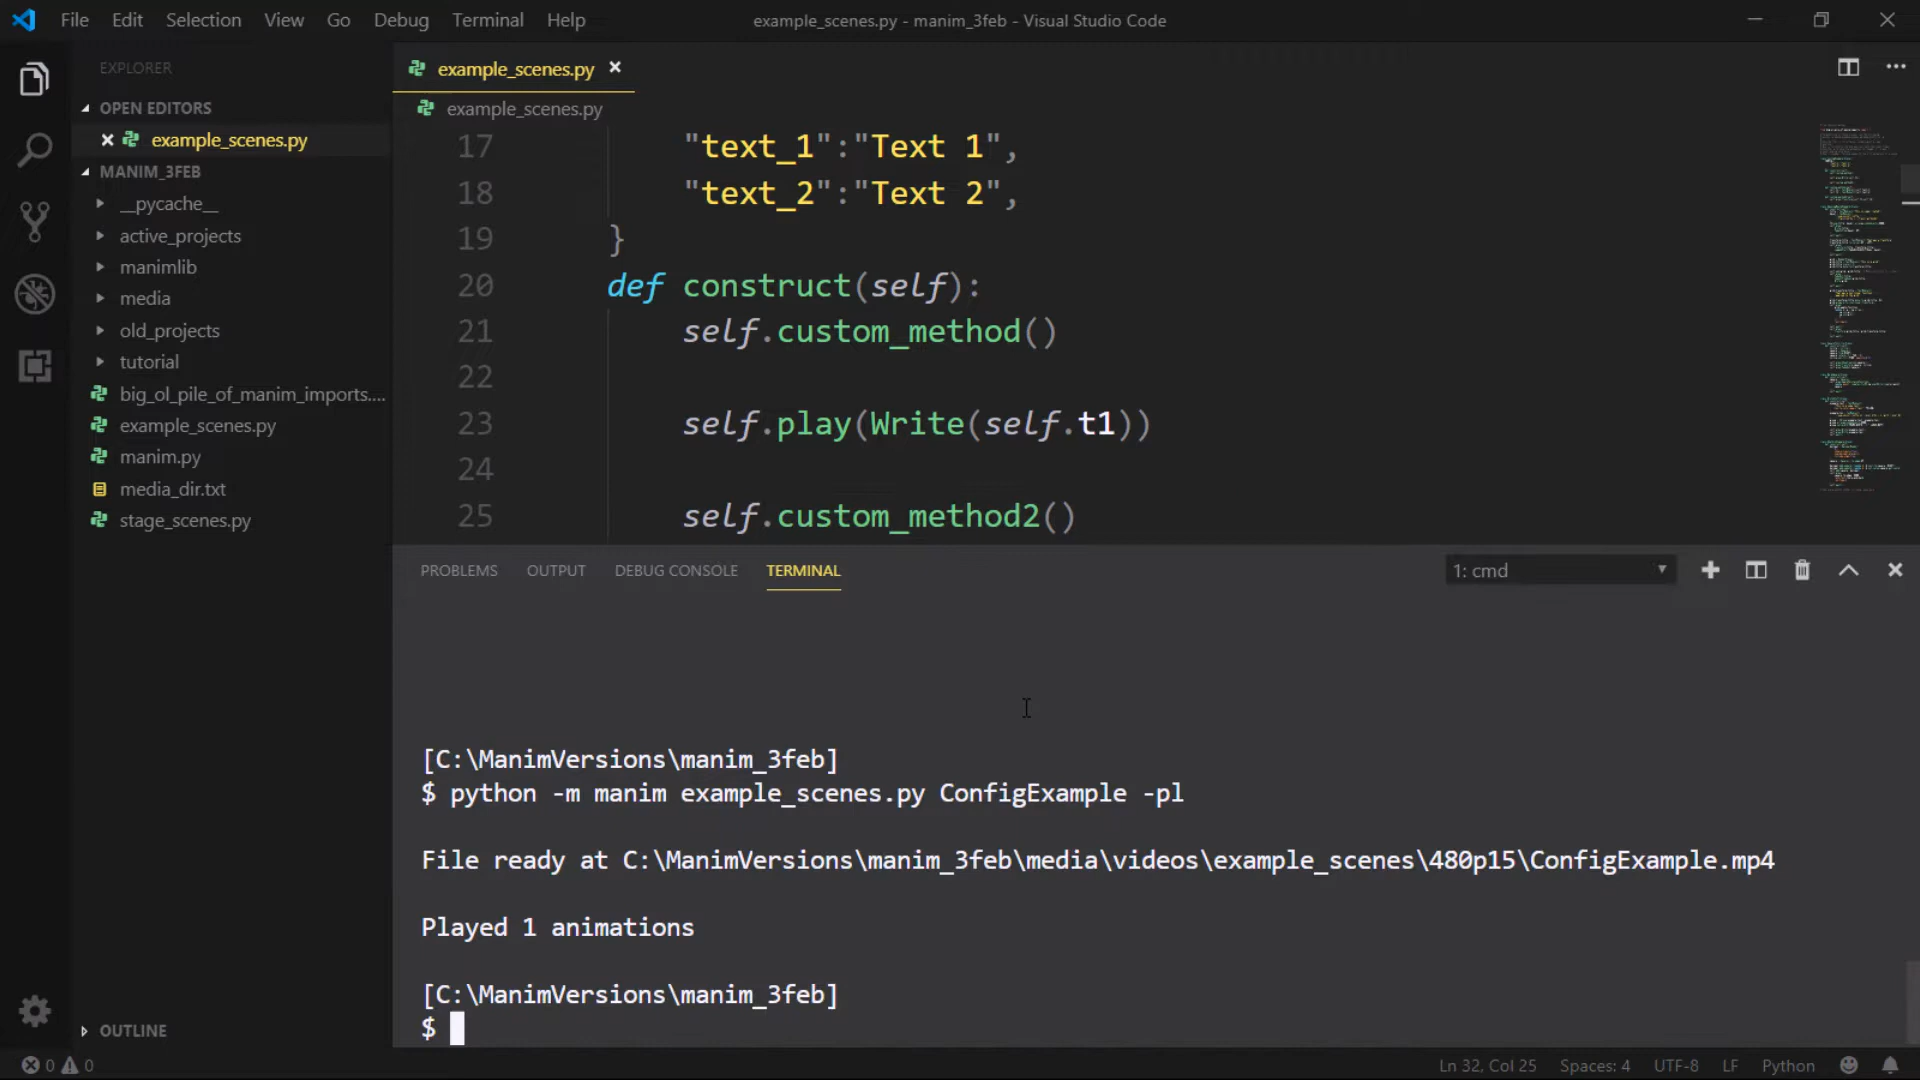 File Edit Selection View Go Debug Terminal Help
example_scenes.py - manim_3feb - Visual Studio Code
EXPLORER
OPEN EDITORS
example_scenes.py
MANIM_3FEB
__pycache__
active_projects
manimlib
media
old_projects
tutorial
big_ol_pile_of_manim_imports....
example_scenes.py
manim.py
media_dir.txt
stage_scenes.py
OUTLINE
example_scenes.py
example_scenes.py
17 "text_1":"Text 1",
18 "text_2":"Text 2",
19 }
20 def construct(self):
21 self.custom_method()
22
23 self.play(Write(self.t1))
24
25 self.custom_method2()
PROBLEMS OUTPUT DEBUG CONSOLE TERMINAL 1: cmd
[C:\ManimVersions\manim_3feb]
$ python -m manim example_scenes.py ConfigExample -pl
File ready at C:\ManimVersions\manim_3feb\media\videos\example_scenes\480p15\ConfigExample.mp4
Played 1 animations
[C:\ManimVersions\manim_3feb]
$
0 0 Ln 32, Col 25 Spaces: 4 UTF-8 LF Python